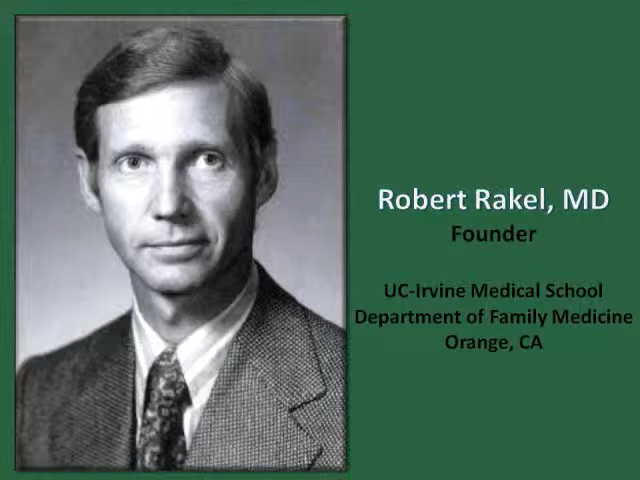 Robert Rakel, MD
Founder
UC-Irvine Medical School
Department of Family Medicine
Orange, CA